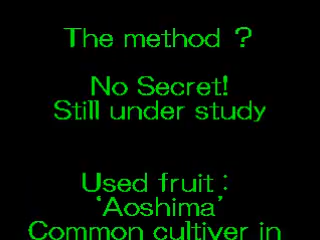 The method ?
No Secret!
Still under study
Used fruit :
‘Aoshima’
Common cultiver in